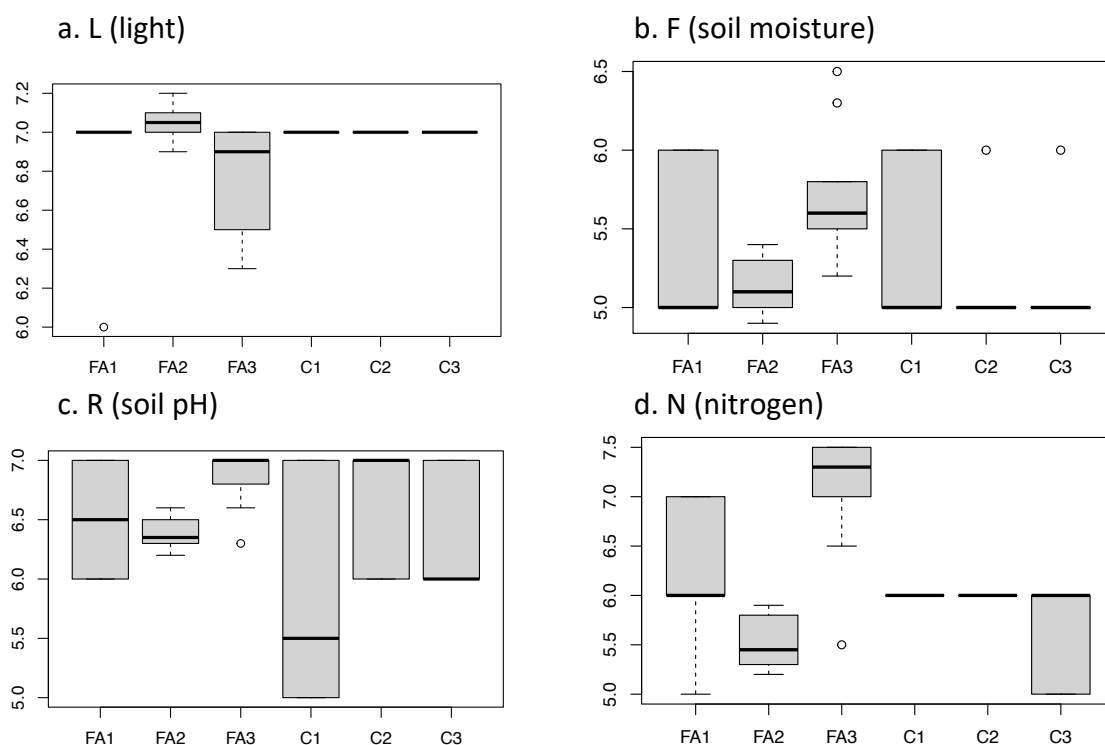 a. L (light)
7.2
7.0
6.8
6.6
6.4
6.2
6.0
FA1 FA2 FA3 C1 C2 C3
b. F (soil moisture)
6.5
6.0
5.5
5.0
FA1 FA2 FA3 C1 C2 C3
c. R (soil pH)
7.0
6.5
6.0
5.5
5.0
FA1 FA2 FA3 C1 C2 C3
d. N (nitrogen)
7.5
7.0
6.5
6.0
5.5
5.0
FA1 FA2 FA3 C1 C2 C3